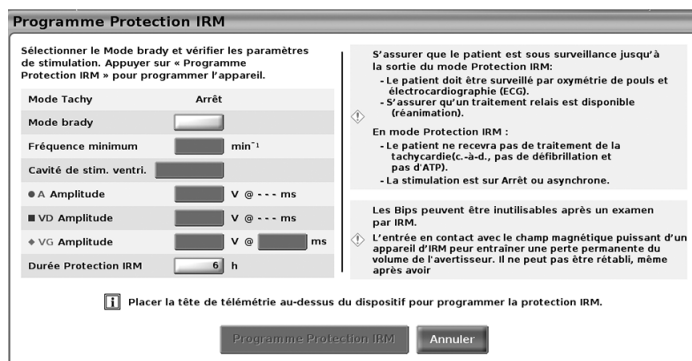 Programme Protection IRM
Sélectionner le Mode brady et vérifier les paramètres
de stimulation. Appuyer sur « Programme
Protection IRM » pour programmer l'appareil.
Mode Tachy Arrêt
Mode brady
Fréquence minimum min⁻¹
Cavité de stim. ventri.
A Amplitude V @ - - - ms
VD Amplitude V @ - - - ms
VG Amplitude V @ ms
Durée Protection IRM 6 h
S'assurer que le patient est sous surveillance jusqu'à
la sortie du mode Protection IRM:
- Le patient doit être surveillé par oxymétrie de pouls et
électrocardiographie (ECG).
- S'assurer qu'un traitement relais est disponible
(réanimation).
En mode Protection IRM :
- Le patient ne recevra pas de traitement de la
tachycardie(c.-à-d., pas de défibrillation et
pas d'ATP).
- La stimulation est sur Arrêt ou asynchrone.
Les Bips peuvent être inutilisables après un examen
par IRM.
L'entrée en contact avec le champ magnétique puissant d'un
appareil d'IRM peur entraîner une perte permanente du
volume de l'avertisseur. Il ne peut pas être rétabli, même
après avoir
i Placer la tête de télémétrie au-dessus du dispositif pour programmer la protection IRM.
Programme Protection IRM Annuler